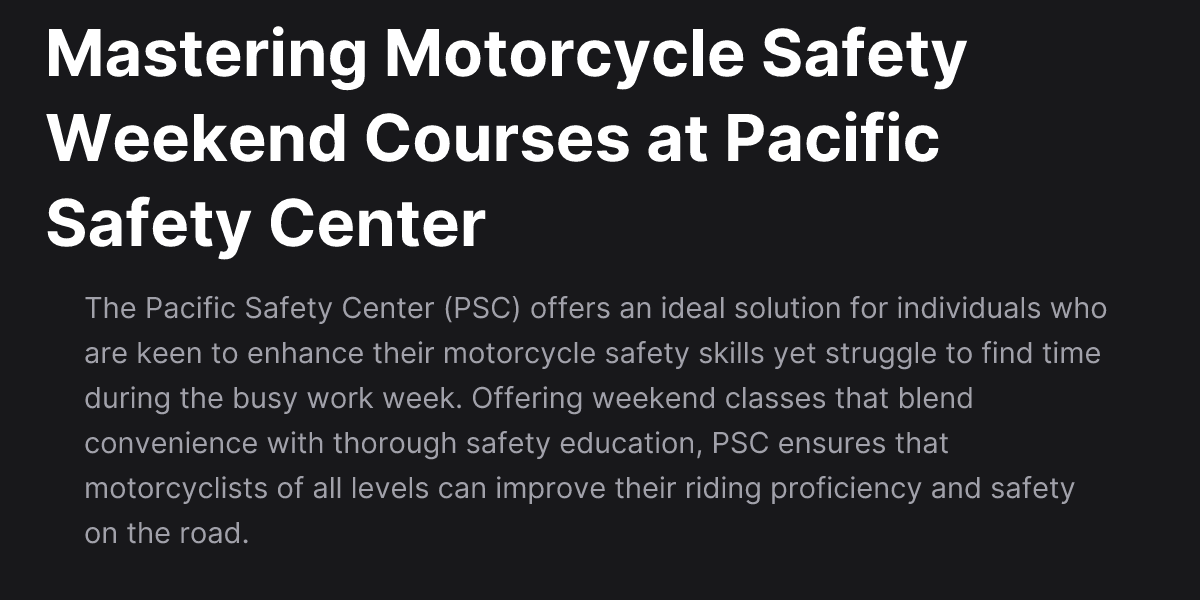 Mastering Motorcycle Safety
Weekend Courses at Pacific
Safety Center
The Pacific Safety Center (PSC) offers an ideal solution for individuals who
are keen to enhance their motorcycle safety skills yet struggle to find time
during the busy work week. Offering weekend classes that blend
convenience with thorough safety education, PSC ensures that
motorcyclists of all levels can improve their riding proficiency and safety
on the road.